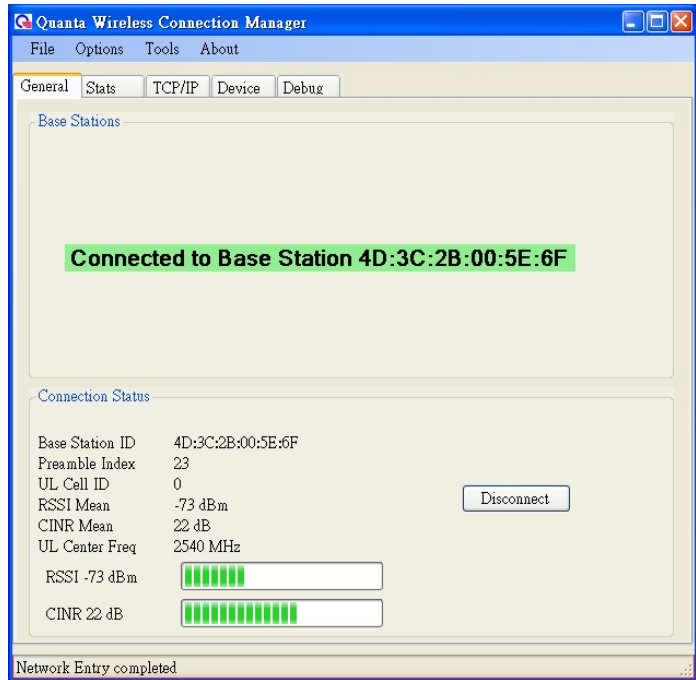 Quanta Wireless Connection Manager
File Options Tools About
General Stats TCP/IP Device Debug
Base Stations
Connected to Base Station 4D:3C:2B:00:5E:6F
Connection Status
Base Station ID 4D:3C:2B:00:5E:6F
Preamble Index 23
UL Cell ID 0
RSSI Mean -73 dBm
Disconnect
CINR Mean 22 dB
UL Center Freq 2540 MHz
RSSI -73 dBm
CINR 22 dB
Network Entry completed